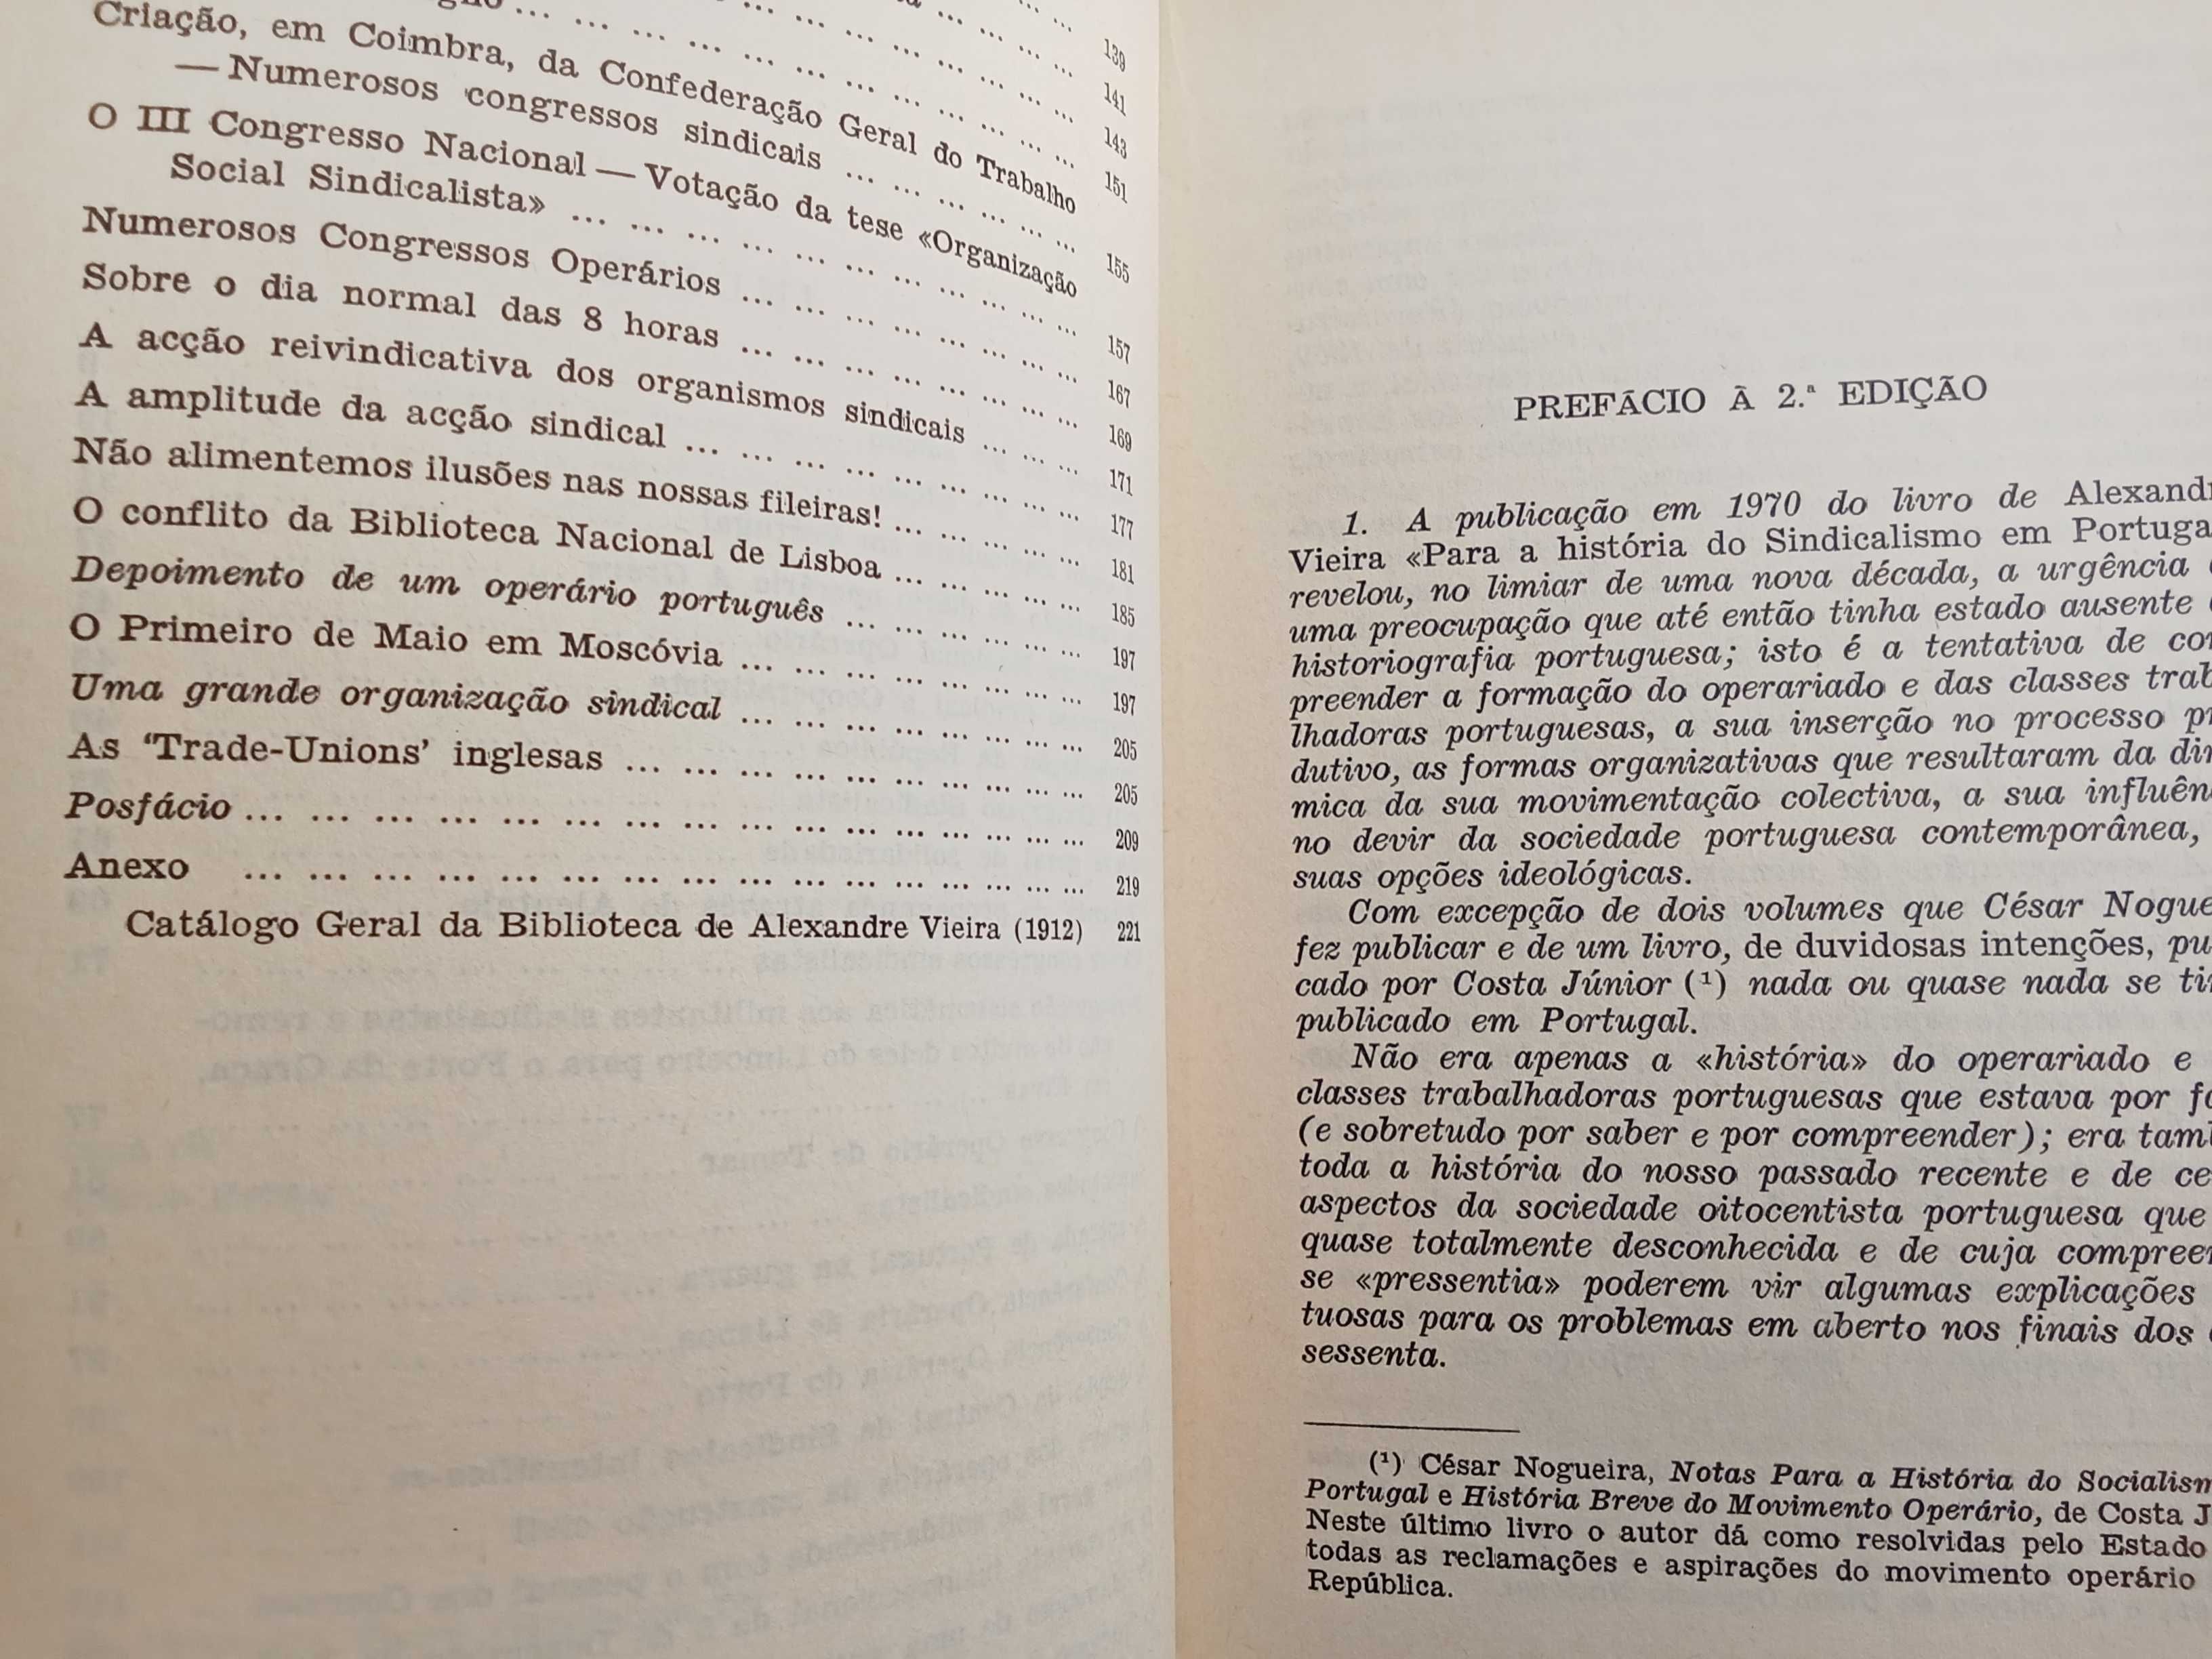 139
141
143
151
Criação, em Coimbra, da Confederação Geral do Trabalho
— Numerosos congressos sindicais ... ... ... ... ... 155
O III Congresso Nacional — Votação da tese «Organização
Social Sindicalista» ... ... ... ... ... ... ... ... ... ... 157
Numerosos Congressos Operários ... ... ... ... ... ... ... 167
Sobre o dia normal das 8 horas ... ... ... ... ... ... ... 169
A acção reivindicativa dos organismos sindicais ... ... ... 171
A amplitude da acção sindical ... ... ... ... ... ... ... ... 177
Não alimentemos ilusões nas nossas fileiras! ... ... ... ... 181
O conflito da Biblioteca Nacional de Lisboa ... ... ... ... 185
Depoimento de um operário português ... ... ... ... ... 197
O Primeiro de Maio em Moscóvia ... ... ... ... ... ... ... 197
Uma grande organização sindical ... ... ... ... ... ... ... 205
As ‘Trade-Unions’ inglesas ... ... ... ... ... ... ... ... ... 205
Posfácio ... ... ... ... ... ... ... ... ... ... ... ... ... ... ... ... 209
Anexo ... ... ... ... ... ... ... ... ... ... ... ... ... ... ... ... 219
Catálogo Geral da Biblioteca de Alexandre Vieira (1912) 221
PREFÁCIO À 2.ª EDIÇÃO
1. A publicação em 1970 do livro de
Vieira «Para a história do Sindicalismo em
revelou, no limiar de uma nova década, a urgência
uma preocupação que até então tinha estado ausente
historiografia portuguesa; isto é a tentativa de
preender a formação do operariado e das classes
lhadoras portuguesas, a sua inserção no processo
dutivo, as formas organizativas que resultaram da
mica da sua movimentação colectiva, a sua
no devir da sociedade portuguesa contemporânea,
suas opções ideológicas.
Com excepção de dois volumes que César
fez publicar e de um livro, de duvidosas intenções,
cado por Costa Júnior (¹) nada ou quase nada se
publicado em Portugal.
Não era apenas a «história» do operariado e
classes trabalhadoras portuguesas que estava por
(e sobretudo por saber e por compreender); era
toda a história do nosso passado recente e de
aspectos da sociedade oitocentista portuguesa que
quase totalmente desconhecida e de cuja
se «pressentia» poderem vir algumas explicações
tuosas para os problemas em aberto nos finais dos
sessenta.
(¹) César Nogueira, Notas Para a História do
Portugal e História Breve do Movimento Operário, de Costa
Neste último livro o autor dá como resolvidas pelo Estado
todas as reclamações e aspirações do movimento operário
República.